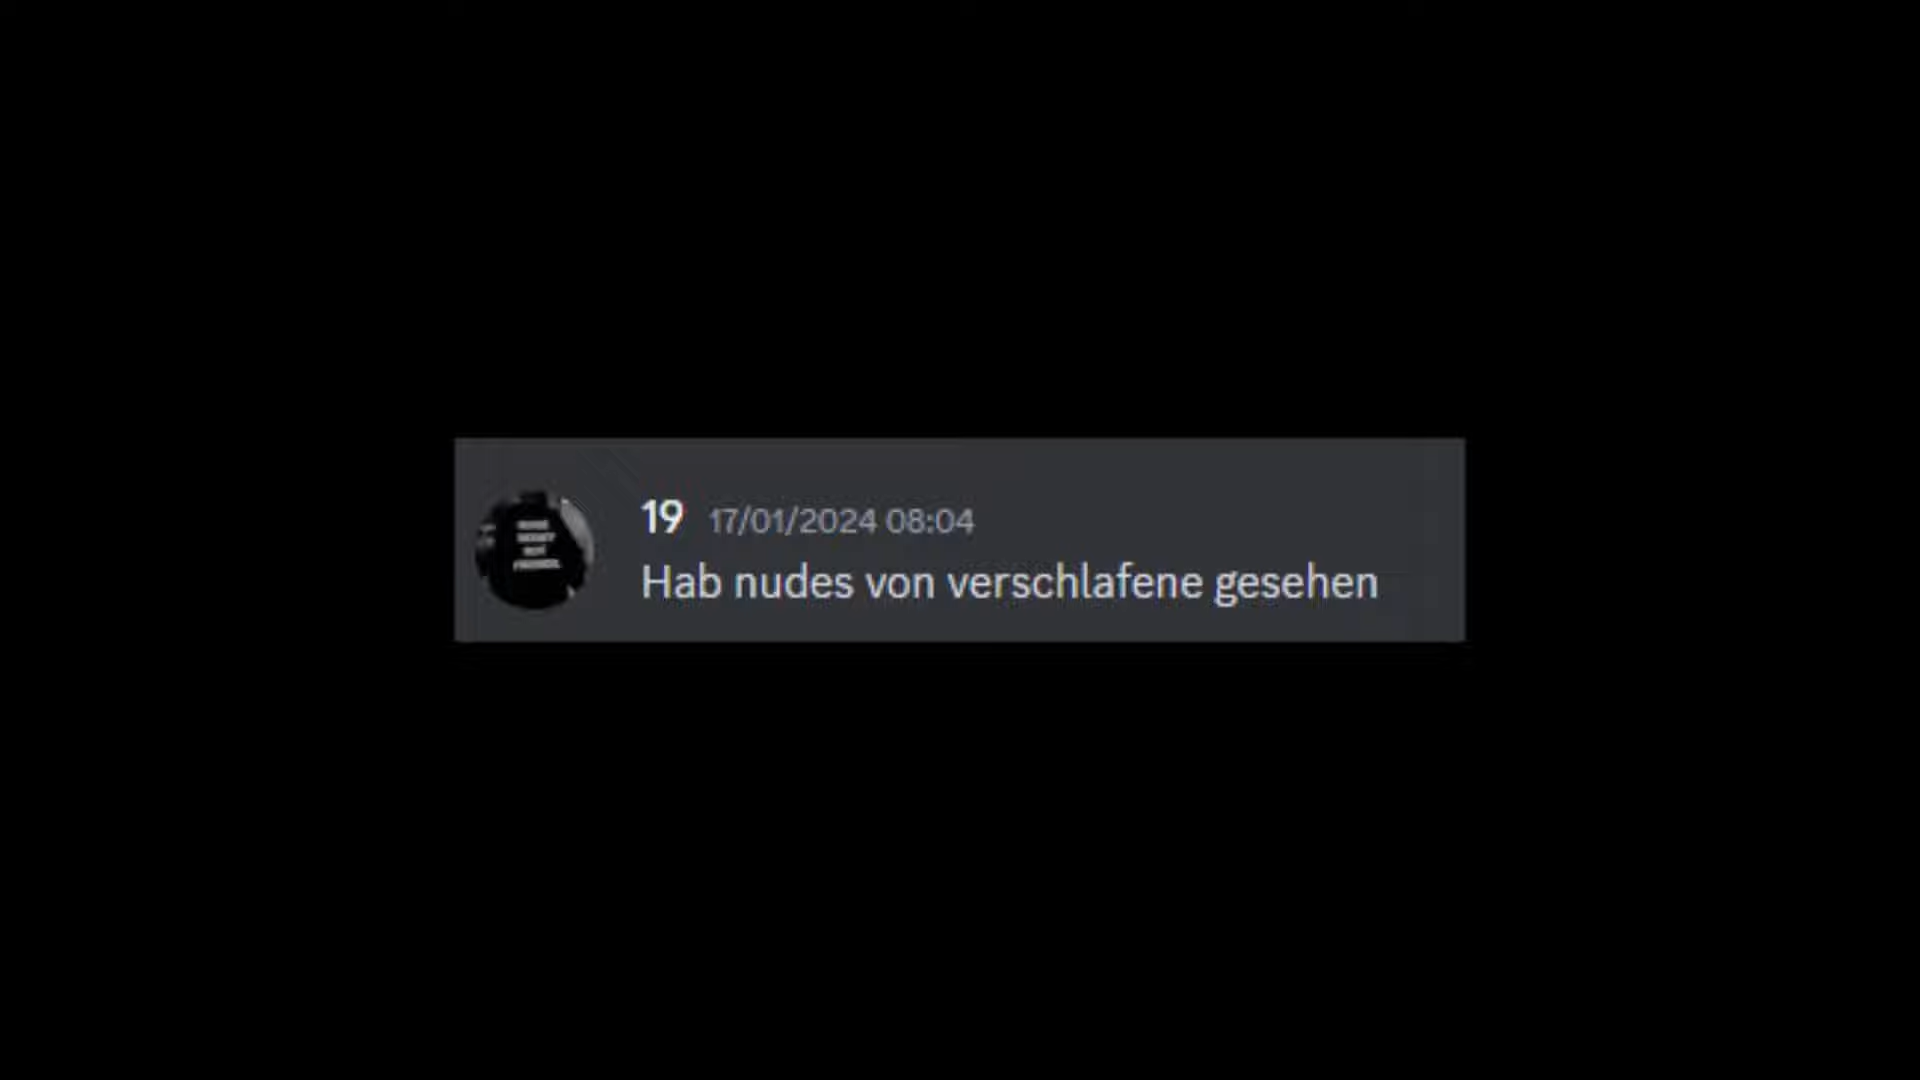 19 17/01/2024 08:04
Hab nudes von verschlafene gesehen